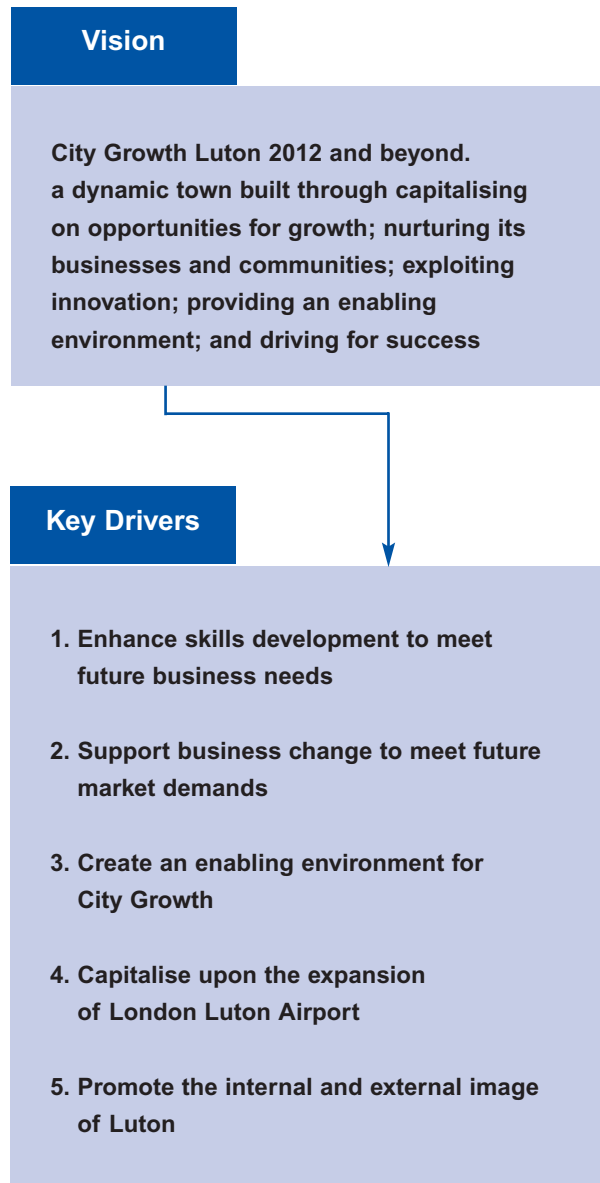 Vision
City Growth Luton 2012 and beyond.
a dynamic town built through capitalising
on opportunities for growth; nurturing its
businesses and communities; exploiting
innovation; providing an enabling
environment; and driving for success
Key Drivers
1. Enhance skills development to meet
future business needs
2. Support business change to meet future
market demands
3. Create an enabling environment for
City Growth
4. Capitalise upon the expansion
of London Luton Airport
5. Promote the internal and external image
of Luton